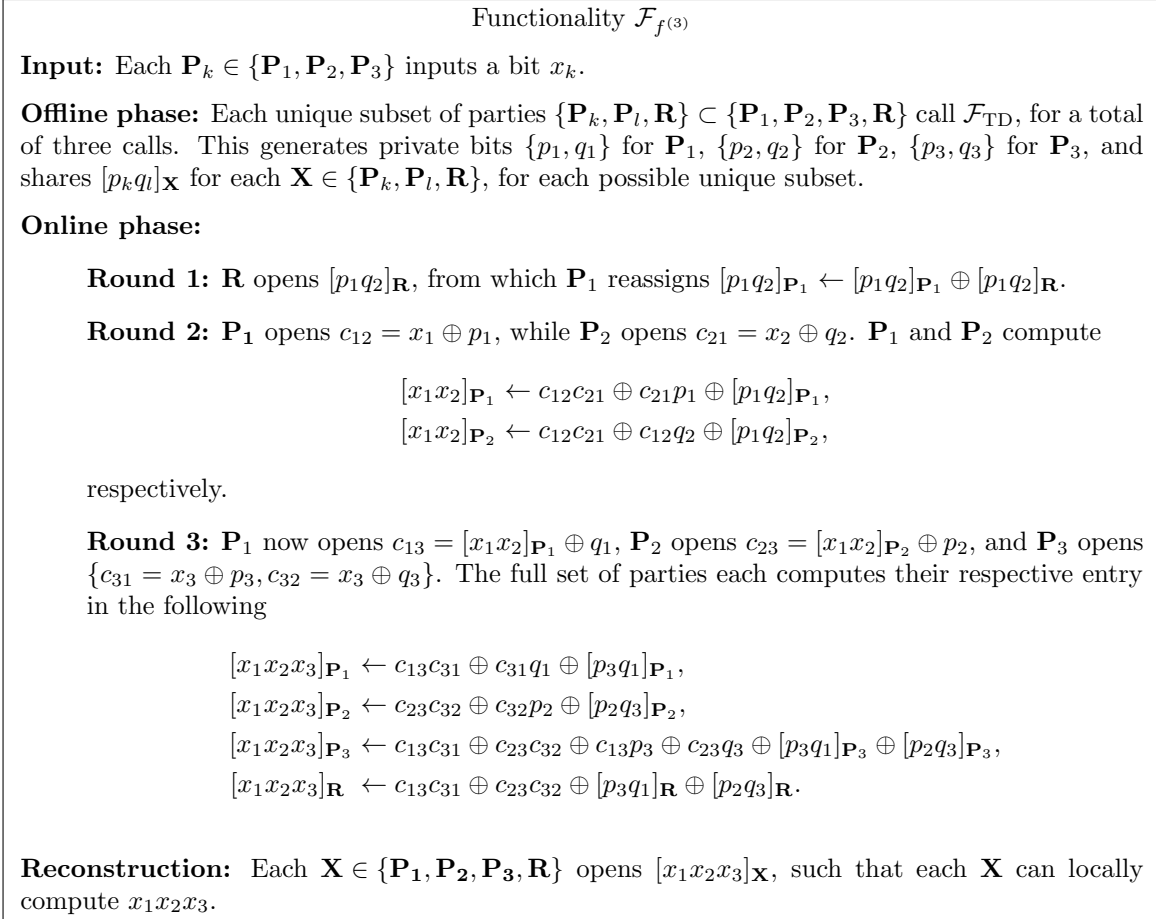 Functionality $\mathcal{F}_{f^{(3)}}$
**Input:** Each $\mathbf{P}_k \in \{\mathbf{P}_1, \mathbf{P}_2, \mathbf{P}_3\}$ inputs a bit $x_k$.
**Offline phase:** Each unique subset of parties $\{\mathbf{P}_k, \mathbf{P}_l, \mathbf{R}\} \subset \{\mathbf{P}_1, \mathbf{P}_2, \mathbf{P}_3, \mathbf{R}\}$ call $\mathcal{F}_{\mathrm{TD}}$, for a total
of three calls. This generates private bits $\{p_1, q_1\}$ for $\mathbf{P}_1$, $\{p_2, q_2\}$ for $\mathbf{P}_2$, $\{p_3, q_3\}$ for $\mathbf{P}_3$, and
shares $[p_k q_l]_{\mathbf{X}}$ for each $\mathbf{X} \in \{\mathbf{P}_k, \mathbf{P}_l, \mathbf{R}\}$, for each possible unique subset.
**Online phase:**
**Round 1:** $\mathbf{R}$ opens $[p_1 q_2]_{\mathbf{R}}$, from which $\mathbf{P}_1$ reassigns $[p_1 q_2]_{\mathbf{P}_1} \leftarrow [p_1 q_2]_{\mathbf{P}_1} \oplus [p_1 q_2]_{\mathbf{R}}$.
**Round 2:** $\mathbf{P_1}$ opens $c_{12} = x_1 \oplus p_1$, while $\mathbf{P}_2$ opens $c_{21} = x_2 \oplus q_2$. $\mathbf{P}_1$ and $\mathbf{P}_2$ compute
$[x_1 x_2]_{\mathbf{P}_1} \leftarrow c_{12} c_{21} \oplus c_{21} p_1 \oplus [p_1 q_2]_{\mathbf{P}_1},$
$[x_1 x_2]_{\mathbf{P}_2} \leftarrow c_{12} c_{21} \oplus c_{12} q_2 \oplus [p_1 q_2]_{\mathbf{P}_2},$
respectively.
**Round 3:** $\mathbf{P}_1$ now opens $c_{13} = [x_1 x_2]_{\mathbf{P}_1} \oplus q_1$, $\mathbf{P}_2$ opens $c_{23} = [x_1 x_2]_{\mathbf{P}_2} \oplus p_2$, and $\mathbf{P}_3$ opens
$\{c_{31} = x_3 \oplus p_3, c_{32} = x_3 \oplus q_3\}$. The full set of parties each computes their respective entry
in the following
$[x_1 x_2 x_3]_{\mathbf{P}_1} \leftarrow c_{13} c_{31} \oplus c_{31} q_1 \oplus [p_3 q_1]_{\mathbf{P}_1},$
$[x_1 x_2 x_3]_{\mathbf{P}_2} \leftarrow c_{23} c_{32} \oplus c_{32} p_2 \oplus [p_2 q_3]_{\mathbf{P}_2},$
$[x_1 x_2 x_3]_{\mathbf{P}_3} \leftarrow c_{13} c_{31} \oplus c_{23} c_{32} \oplus c_{13} p_3 \oplus c_{23} q_3 \oplus [p_3 q_1]_{\mathbf{P}_3} \oplus [p_2 q_3]_{\mathbf{P}_3},$
$[x_1 x_2 x_3]_{\mathbf{R}} \leftarrow c_{13} c_{31} \oplus c_{23} c_{32} \oplus [p_3 q_1]_{\mathbf{R}} \oplus [p_2 q_3]_{\mathbf{R}}.$
**Reconstruction:** Each $\mathbf{X} \in \{\mathbf{P_1}, \mathbf{P_2}, \mathbf{P_3}, \mathbf{R}\}$ opens $[x_1 x_2 x_3]_{\mathbf{X}}$, such that each $\mathbf{X}$ can locally
compute $x_1 x_2 x_3$.